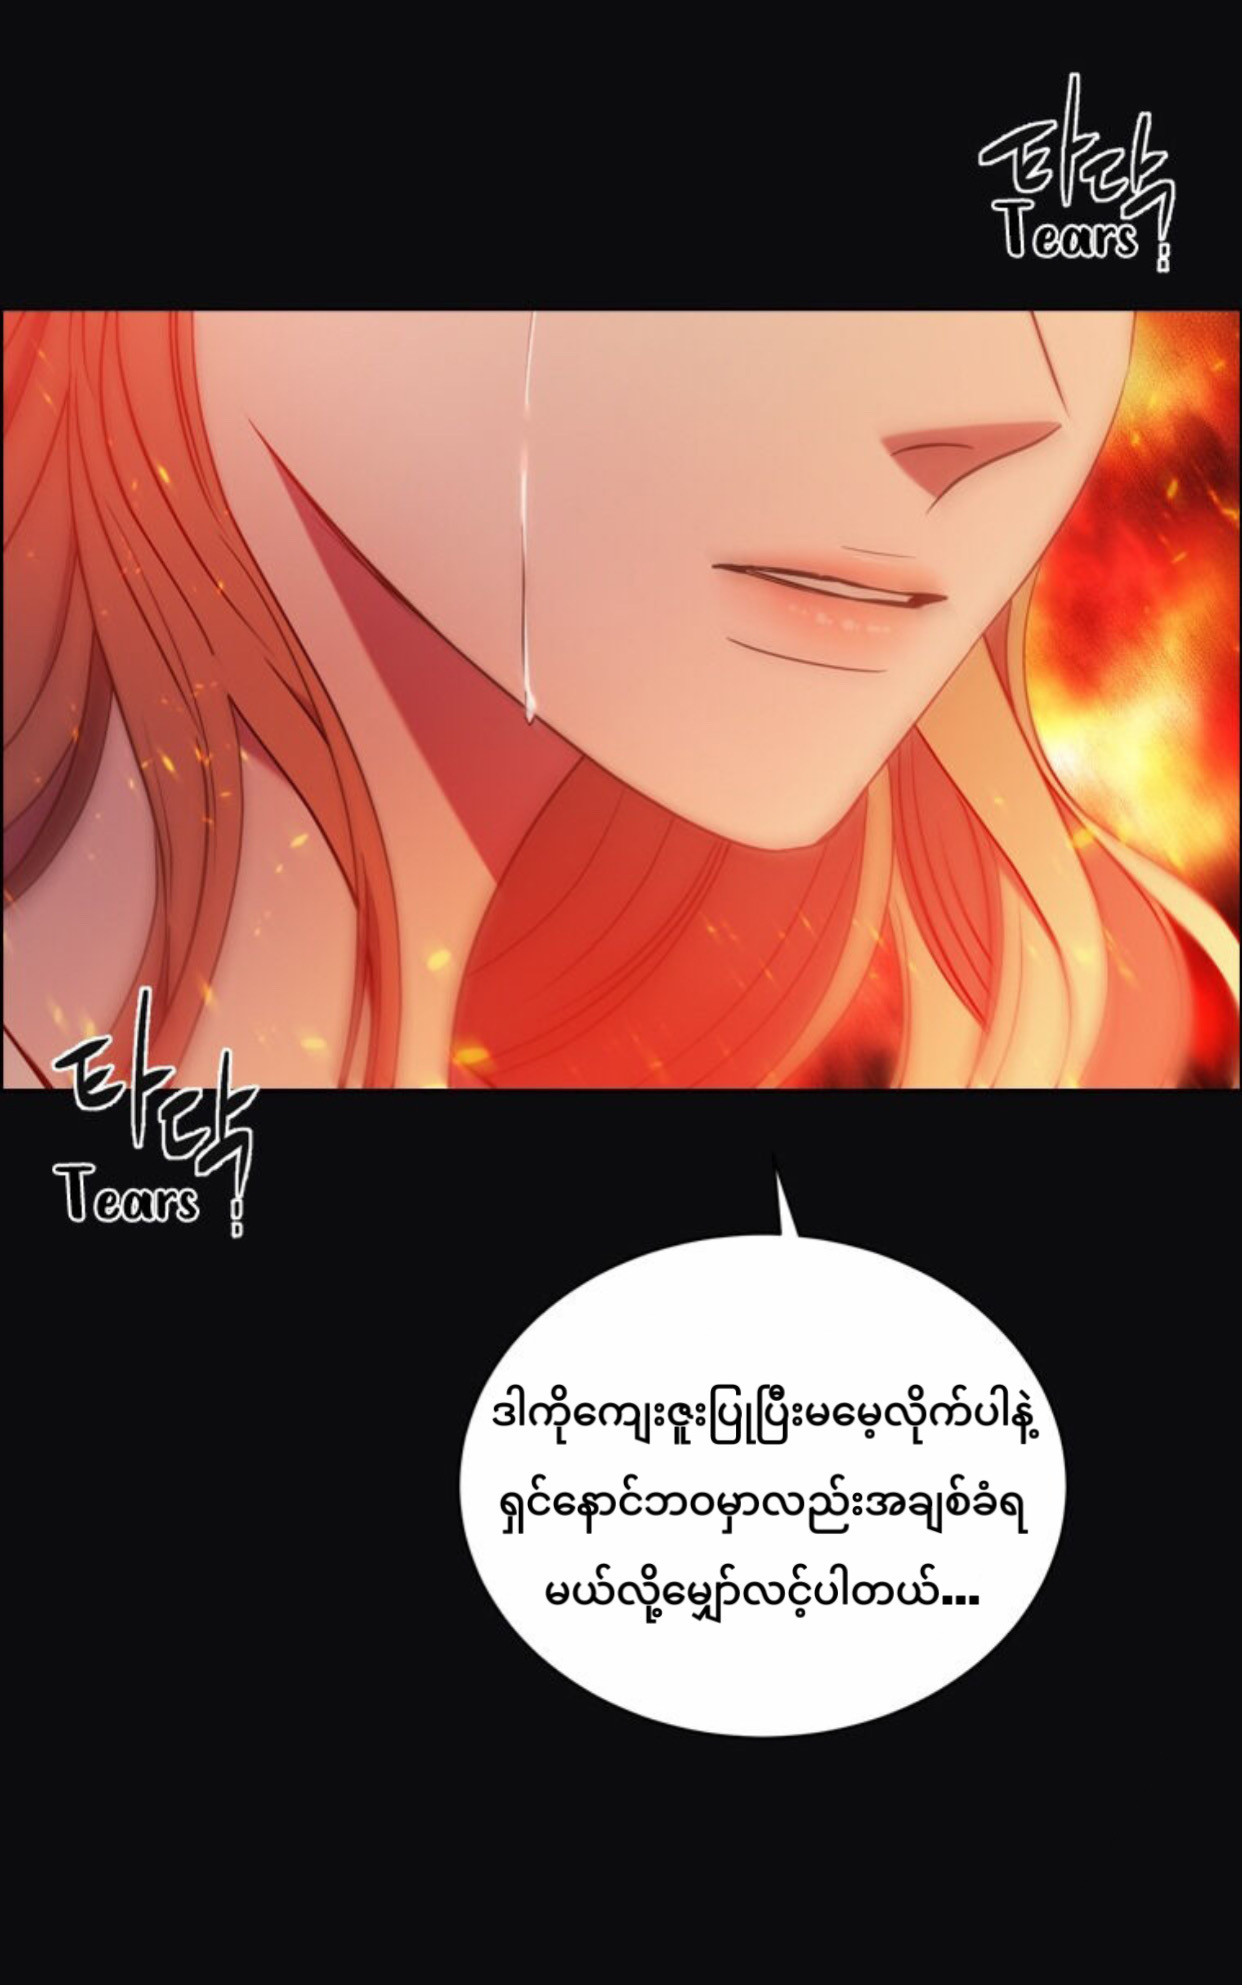 타닥
Tears
타닥
Tears
ဒါကိုကျေးဇူးပြုပြီးမမေ့လိုက်ပါနဲ့
ရှင်နောင်ဘဝမှာလည်းအချစ်ခံရ
မယ်လို့မျှော်လင့်ပါတယ်...